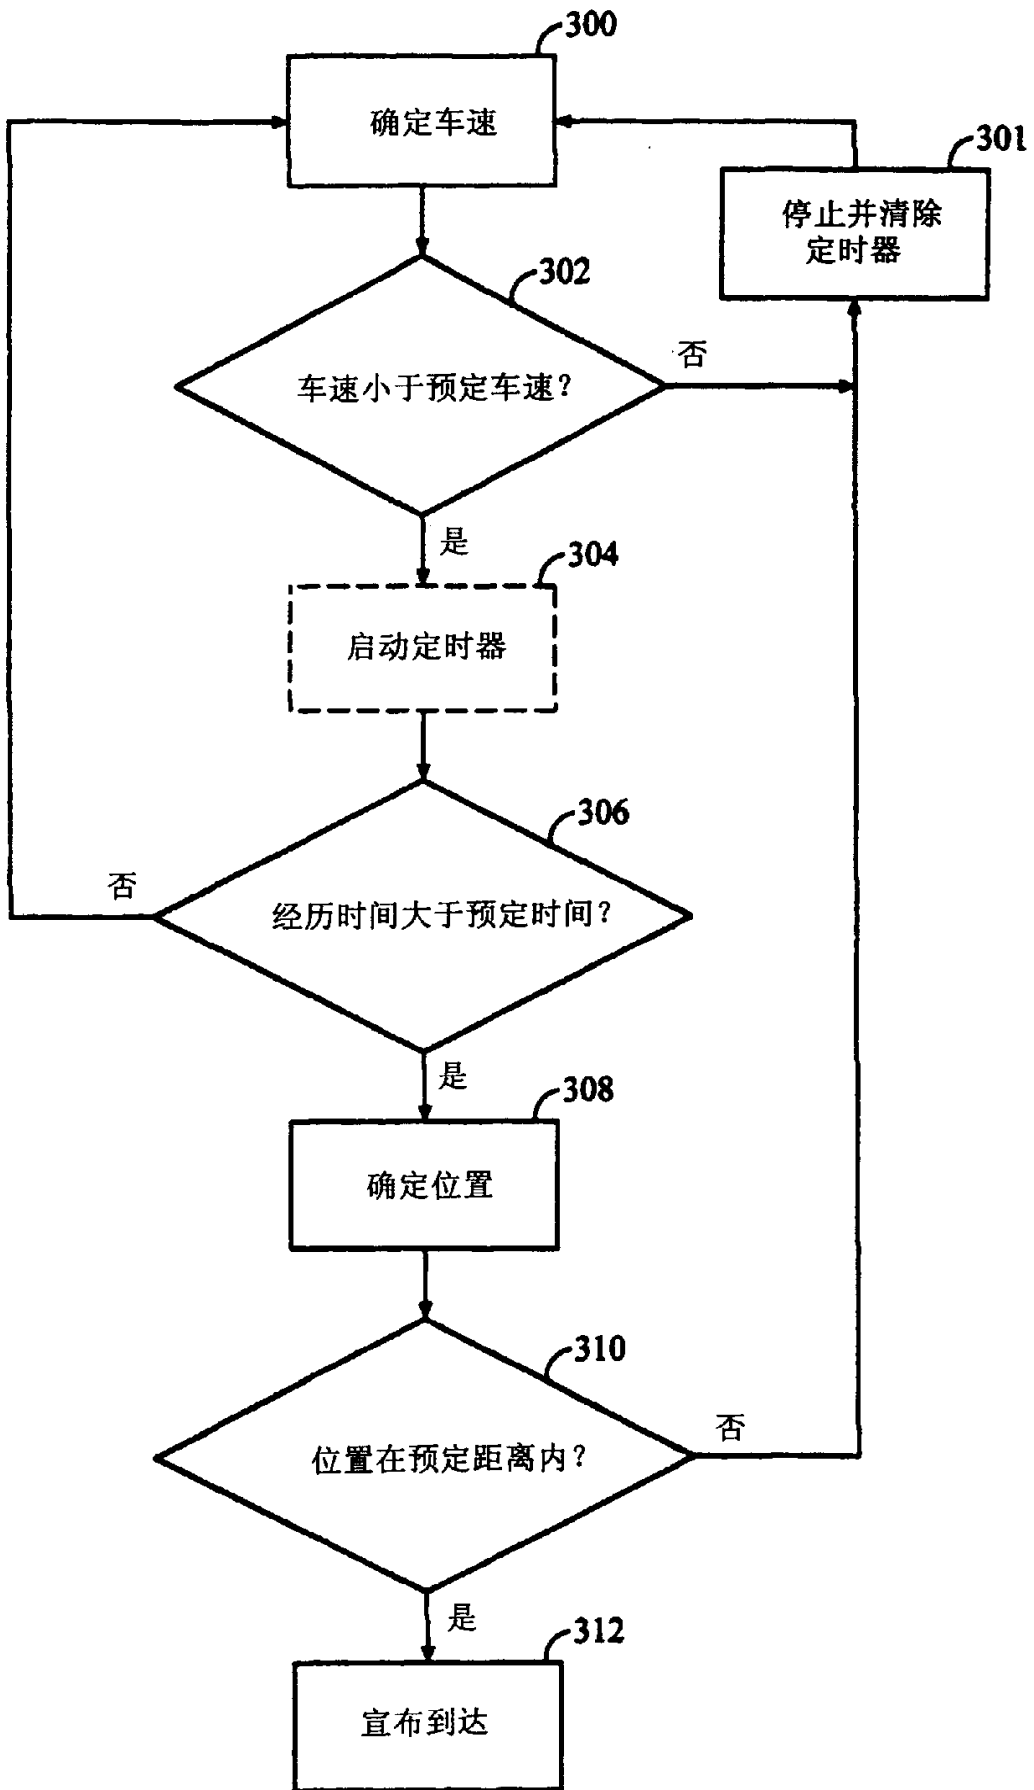 300
确定车速
301
停止并清除
定时器
302
车速小于预定车速？
否
是
304
启动定时器
306
经历时间大于预定时间？
否
是
308
确定位置
310
位置在预定距离内？
否
是
312
宣布到达